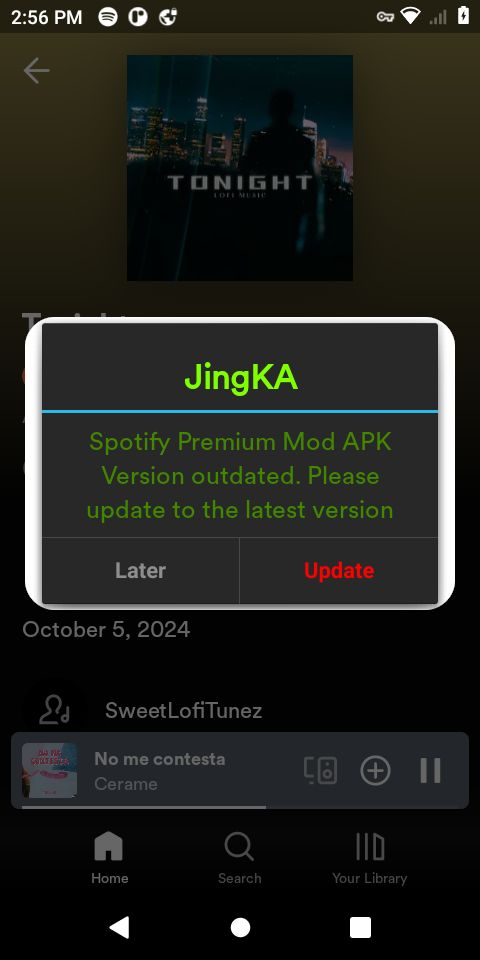 2:56 PM
TONIGHT
LOFI MUSIC
JingKA
Spotify Premium Mod APK
Version outdated. Please
update to the latest version
Later
Update
October 5, 2024
SweetLofiTunez
No me contesta
Cerame
Home
Search
Your Library